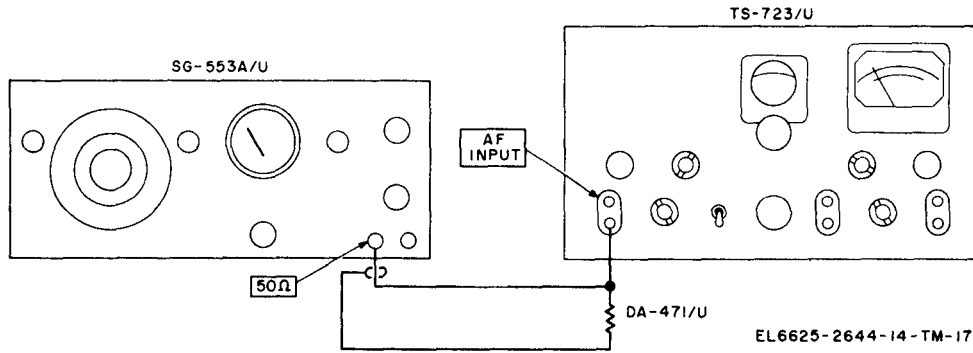 TS-723/U
SG-553A/U
AF
INPUT
50Ω
DA-471/U
EL6625-2644-14-TM-17